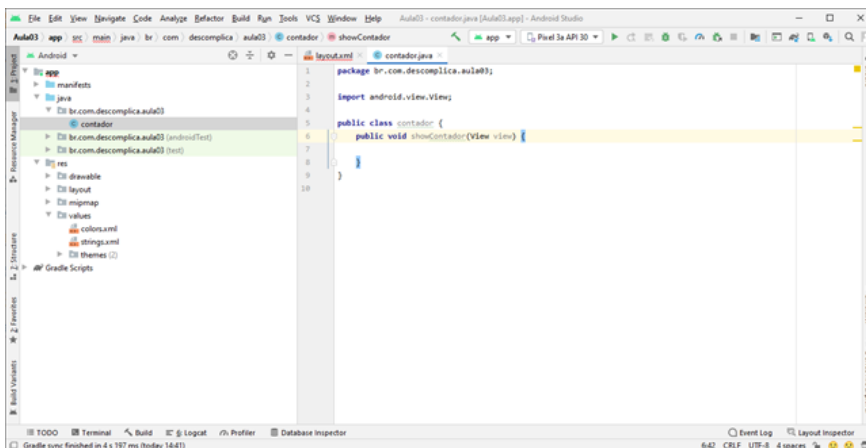 File Edit View Navigate Code Analyze Refactor Build Run Tools VCS Window Help Aula03 - contador.java [Aula03.app] - Android Studio
Aula03 app src main java br com descomplica aula03 contador showContador app Pixel 3a API 30
Android layout.xml contador.java
1: Project
Resource Manager
2: Structure
2: Favorites
Build Variants
app
manifests
java
br.com.descomplica.aula03
contador
br.com.descomplica.aula03 (androidTest)
br.com.descomplica.aula03 (test)
res
drawable
layout
mipmap
values
colors.xml
strings.xml
themes (2)
Gradle Scripts
1 package br.com.descomplica.aula03;
2
3 import android.view.View;
4
5 public class contador {
6 public void showContador(View view) {
7
8 }
9 }
10
TODO Terminal Build 6: Logcat Profiler Database Inspector Event Log Layout Inspector
Gradle sync finished in 4 s 197 ms (today 14:41) 6:42 CRLF UTF-8 4 spaces